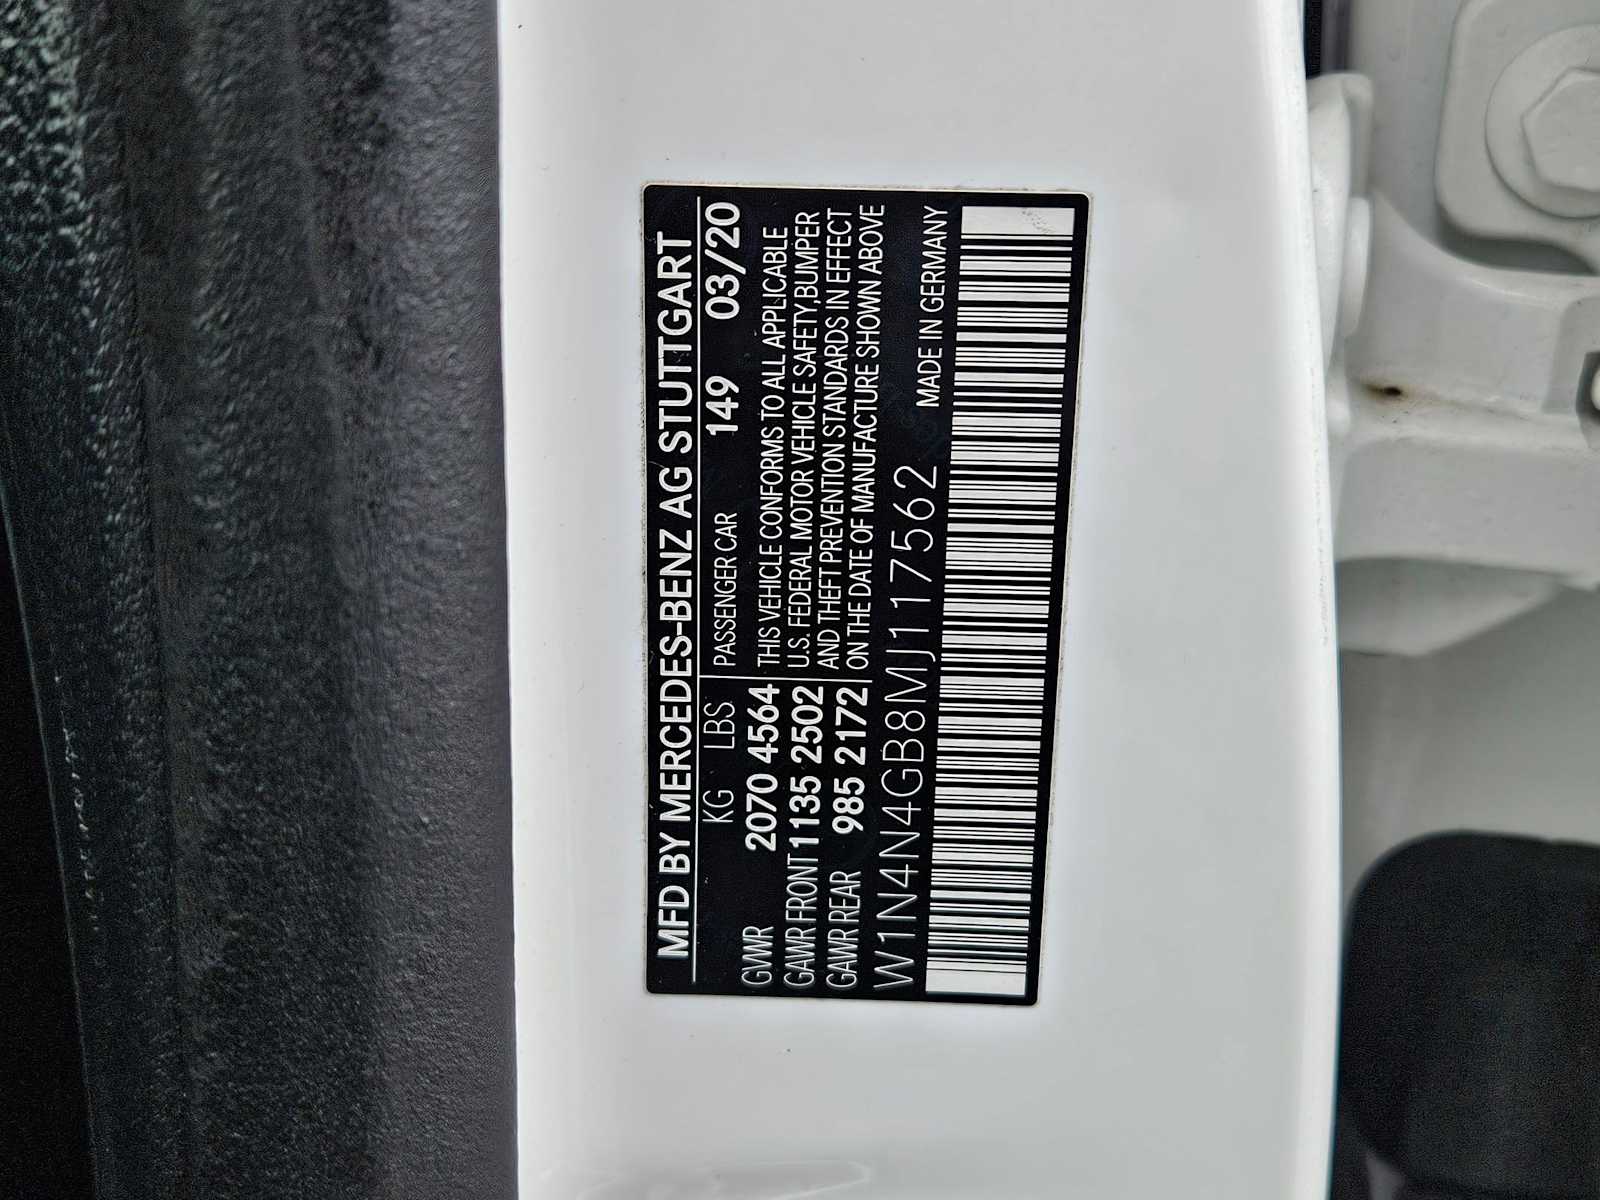 MFD BY MERCEDES-BENZ AG STUTTGART
KG LBS PASSENGER CAR 149 03/20
GWWR 2070 4564 THIS VEHICLE CONFORMS TO ALL APPLICABLE
GAWR FRONT 1135 2502 U.S. FEDERAL MOTOR VEHICLE SAFETY,BUMPER
GAWR REAR 985 2172 AND THEFT PREVENTION STANDARDS IN EFFECT
ON THE DATE OF MANUFACTURE SHOWN ABOVE
W1N4N4GB8MJ117562 MADE IN GERMANY